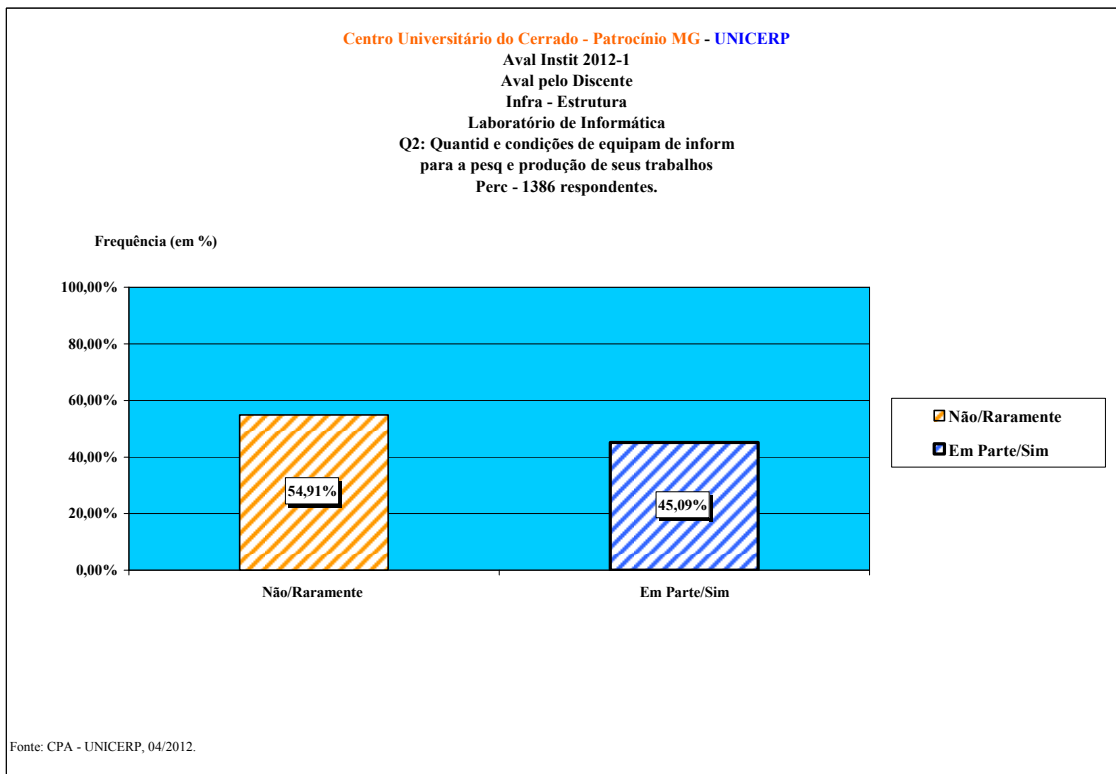 Centro Universitário do Cerrado - Patrocínio MG - UNICERP
Aval Instit 2012-1
Aval pelo Discente
Infra - Estrutura
Laboratório de Informática
Q2: Quantid e condições de equipam de inform
para a pesq e produção de seus trabalhos
Perc - 1386 respondentes.
Frequência (em %)
100,00%
80,00%
60,00%
40,00%
20,00%
0,00%
54,91%
45,09%
Não/Raramente
Em Parte/Sim
Não/Raramente
Em Parte/Sim
Fonte: CPA - UNICERP, 04/2012.